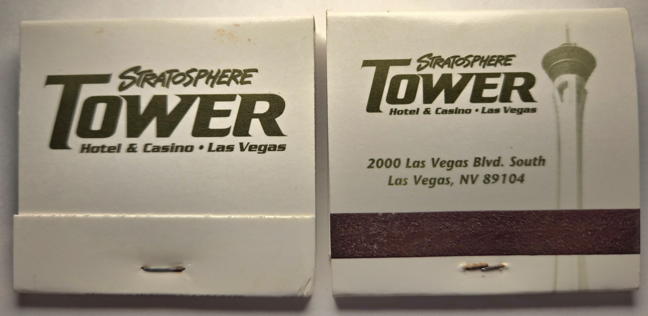 STRATOSPHERE
TOWER
Hotel & Casino • Las Vegas
STRATOSPHERE
TOWER
Hotel & Casino • Las Vegas
2000 Las Vegas Blvd. South
Las Vegas, NV 89104